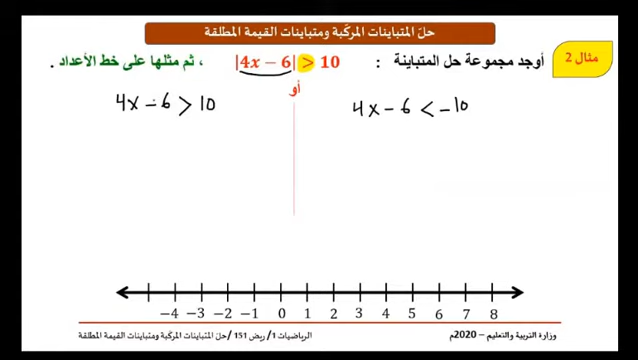 حلّ المتباينات المركّبة ومتباينات القيمة المطلقة
مثال 2
أوجد مجموعة حل المتباينة : |4x − 6| > 10 ، ثم مثلها على خط الأعداد .
أو
4x − 6 > 10
4x − 6 < −10
−4 −3 −2 −1 0 1 2 3 4 5 6 7 8
وزارة التربية والتعليم – 2020م
الرياضيات 1/ ريض 151 /حلّ المتباينات المركّبة ومتباينات القيمة المطلقة